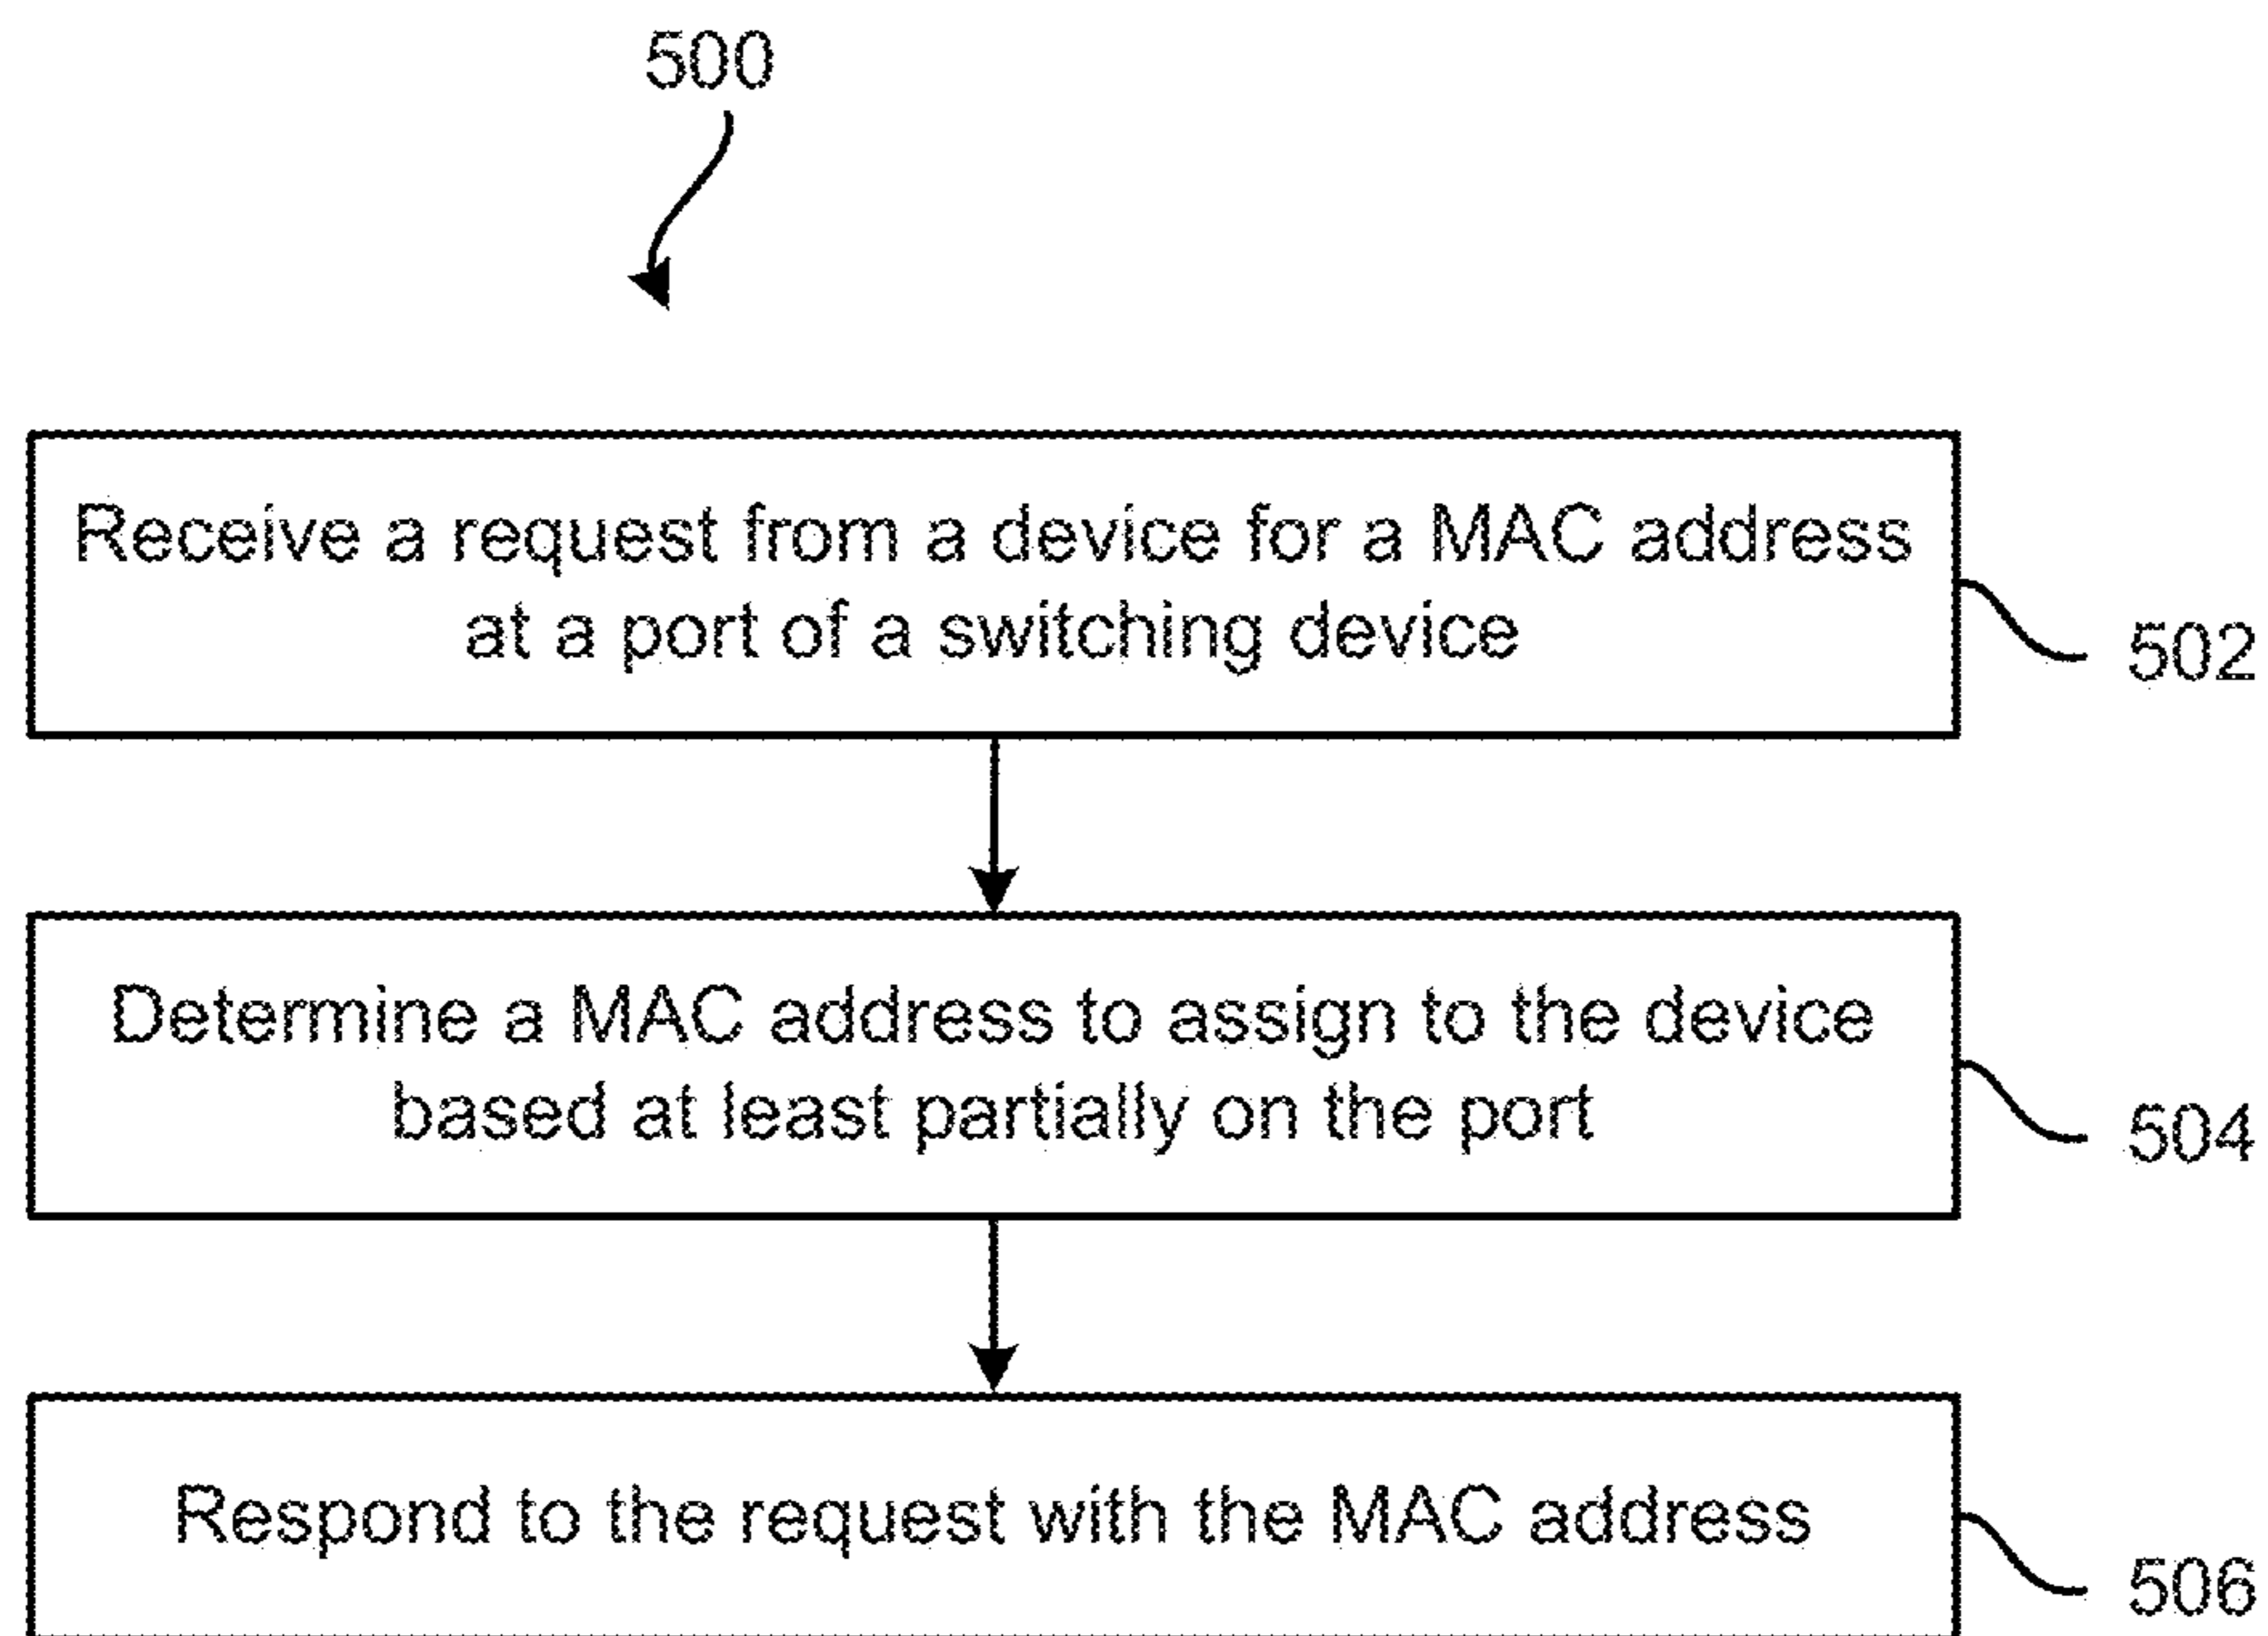 500
Receive a request from a device for a MAC address
at a port of a switching device
502
Determine a MAC address to assign to the device
based at least partially on the port
504
Respond to the request with the MAC address
506